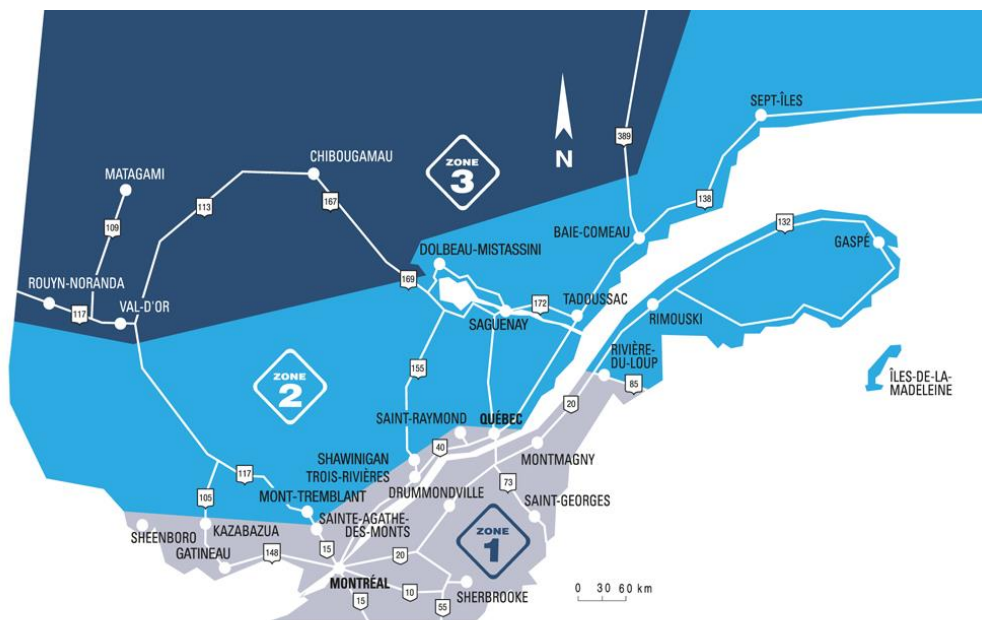 SEPT-ÎLES
389
CHIBOUGAMAU
ZONE
3
N
MATAGAMI
167
138
113
109
132
BAIE-COMEAU
GASPÉ
DOLBEAU-MISTASSINI
ROUYN-NORANDA
169
VAL-D'OR
172
TADOUSSAC
117
RIMOUSKI
SAGUENAY
RIVIÈRE-
DU-LOUP
155
85
ÎLES-DE-LA-
MADELEINE
ZONE
2
20
SAINT-RAYMOND
QUÉBEC
40
MONTMAGNY
SHAWINIGAN
TROIS-RIVIÈRES
117
73
DRUMMONDVILLE
105
MONT-TREMBLANT
SAINT-GEORGES
SAINTE-AGATHE-
DES-MONTS
KAZABAZUA
SHEENBORO
ZONE
1
GATINEAU
148
15
20
MONTRÉAL
10
SHERBROOKE
0 30 60 km
15
55